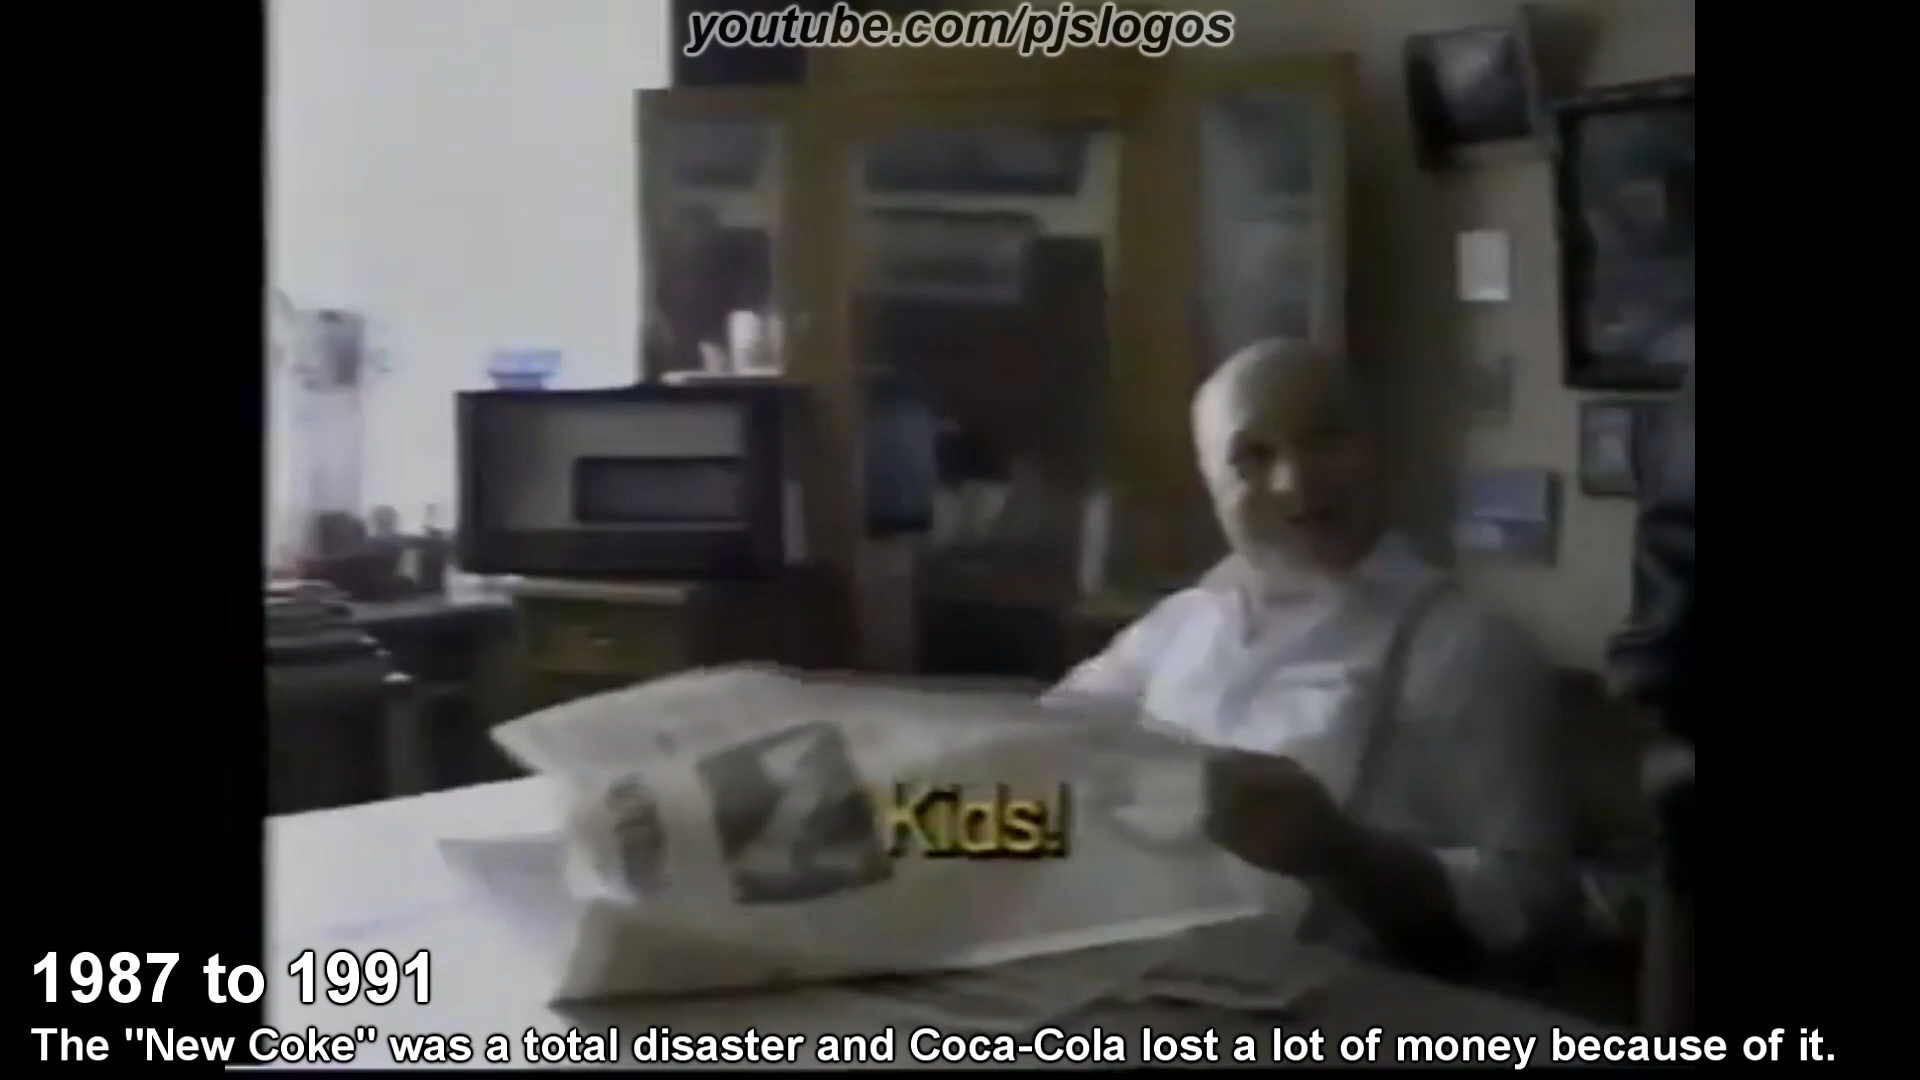 youtube.com/pjslogos
Kids!
1987 to 1991
The "New Coke" was a total disaster and Coca-Cola lost a lot of money because of it.